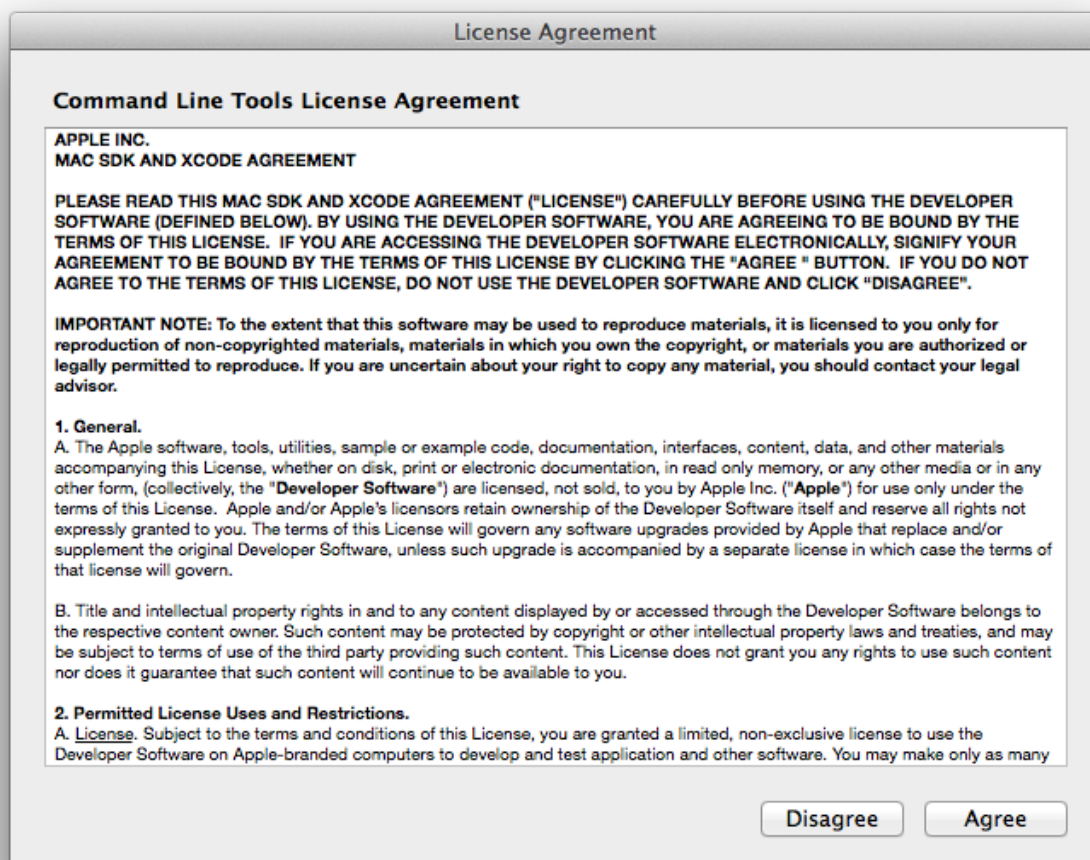 License Agreement
Command Line Tools License Agreement
APPLE INC.
MAC SDK AND XCODE AGREEMENT
PLEASE READ THIS MAC SDK AND XCODE AGREEMENT ("LICENSE") CAREFULLY BEFORE USING THE DEVELOPER
SOFTWARE (DEFINED BELOW). BY USING THE DEVELOPER SOFTWARE, YOU ARE AGREEING TO BE BOUND BY THE
TERMS OF THIS LICENSE.  IF YOU ARE ACCESSING THE DEVELOPER SOFTWARE ELECTRONICALLY, SIGNIFY YOUR
AGREEMENT TO BE BOUND BY THE TERMS OF THIS LICENSE BY CLICKING THE "AGREE " BUTTON.  IF YOU DO NOT
AGREE TO THE TERMS OF THIS LICENSE, DO NOT USE THE DEVELOPER SOFTWARE AND CLICK “DISAGREE”.
IMPORTANT NOTE: To the extent that this software may be used to reproduce materials, it is licensed to you only for
reproduction of non-copyrighted materials, materials in which you own the copyright, or materials you are authorized or
legally permitted to reproduce. If you are uncertain about your right to copy any material, you should contact your legal
advisor.
1. General.
A. The Apple software, tools, utilities, sample or example code, documentation, interfaces, content, data, and other materials
accompanying this License, whether on disk, print or electronic documentation, in read only memory, or any other media or in any
other form, (collectively, the "Developer Software") are licensed, not sold, to you by Apple Inc. ("Apple") for use only under the
terms of this License.  Apple and/or Apple’s licensors retain ownership of the Developer Software itself and reserve all rights not
expressly granted to you. The terms of this License will govern any software upgrades provided by Apple that replace and/or
supplement the original Developer Software, unless such upgrade is accompanied by a separate license in which case the terms of
that license will govern.
B. Title and intellectual property rights in and to any content displayed by or accessed through the Developer Software belongs to
the respective content owner. Such content may be protected by copyright or other intellectual property laws and treaties, and may
be subject to terms of use of the third party providing such content. This License does not grant you any rights to use such content
nor does it guarantee that such content will continue to be available to you.
2. Permitted License Uses and Restrictions.
A. License. Subject to the terms and conditions of this License, you are granted a limited, non-exclusive license to use the
Developer Software on Apple-branded computers to develop and test application and other software. You may make only as many
Disagree
Agree